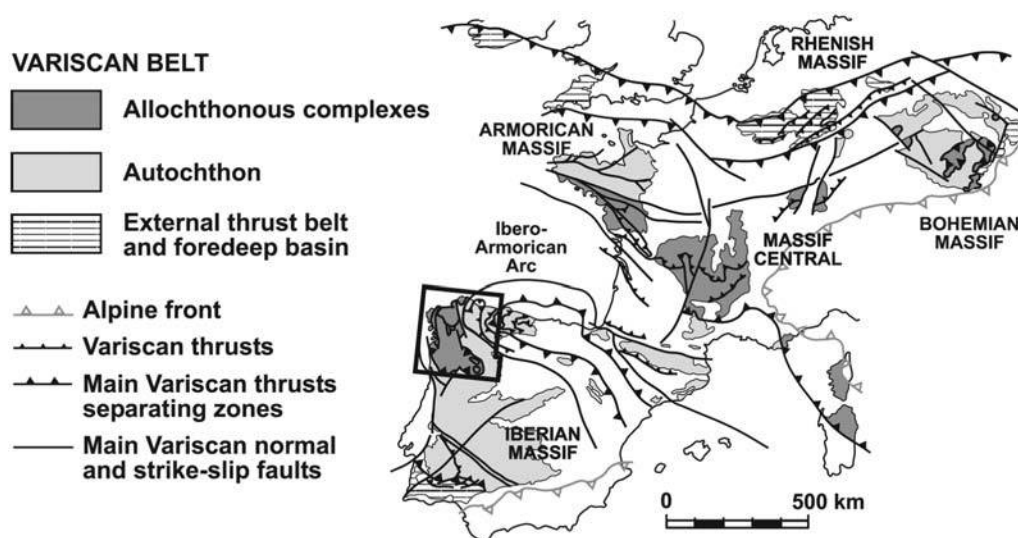 VARISCAN BELT
Allochthonous complexes
Autochthon
External thrust belt
and foredeep basin
Alpine front
Variscan thrusts
Main Variscan thrusts
separating zones
Main Variscan normal
and strike-slip faults
RHENISH
MASSIF
ARMORICAN
MASSIF
Ibero-
Armorican
Arc
MASSIF
CENTRAL
BOHEMIAN
MASSIF
IBERIAN
MASSIF
0 500 km